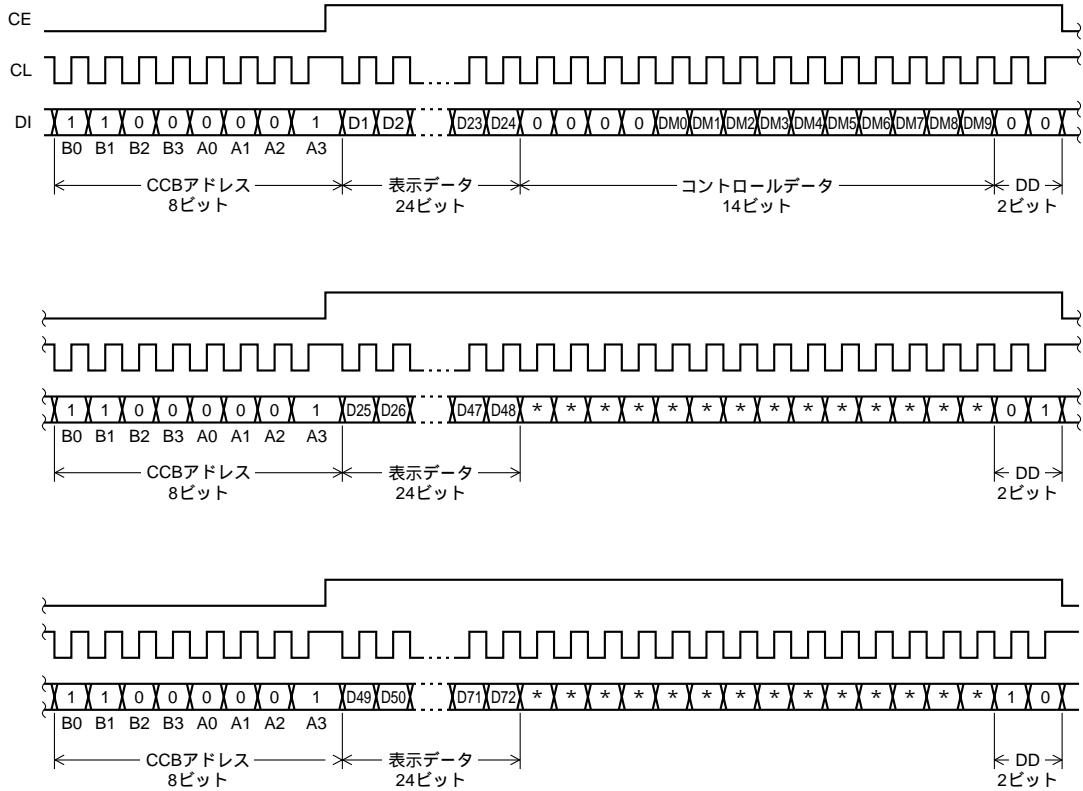 CE
CL
DI 1 1 0 0 0 0 0 1 D1 D2 D23 D24 0 0 0 0 DM0 DM1 DM2 DM3 DM4 DM5 DM6 DM7 DM8 DM9 0 0
B0 B1 B2 B3 A0 A1 A2 A3
CCBアドレス 表示データ コントロールデータ DD
8ビット 24ビット 14ビット 2ビット
1 1 0 0 0 0 0 1 D25 D26 D47 D48 * * * * * * * * * * * * * * 0 1
B0 B1 B2 B3 A0 A1 A2 A3
CCBアドレス 表示データ DD
8ビット 24ビット 2ビット
1 1 0 0 0 0 0 1 D49 D50 D71 D72 * * * * * * * * * * * * * * 1 0
B0 B1 B2 B3 A0 A1 A2 A3
CCBアドレス 表示データ DD
8ビット 24ビット 2ビット